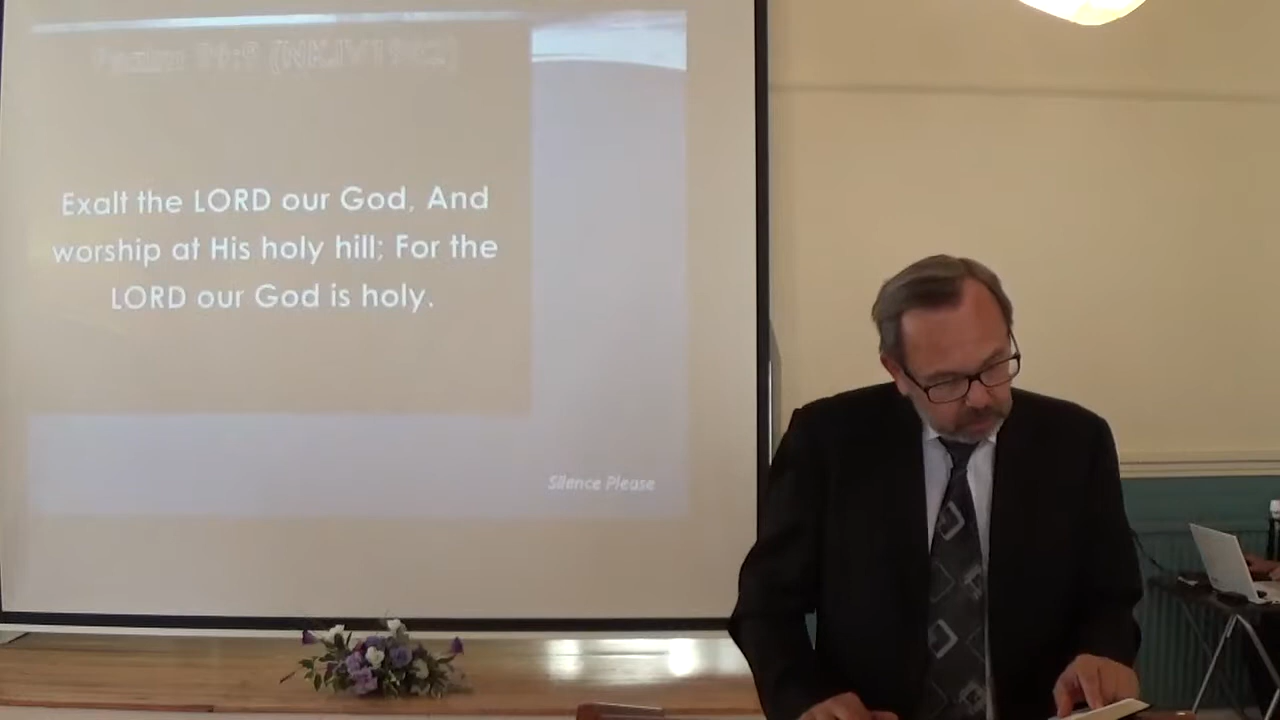 Exalt the LORD our God, And
worship at His holy hill; For the
LORD our God is holy.
Silence Please